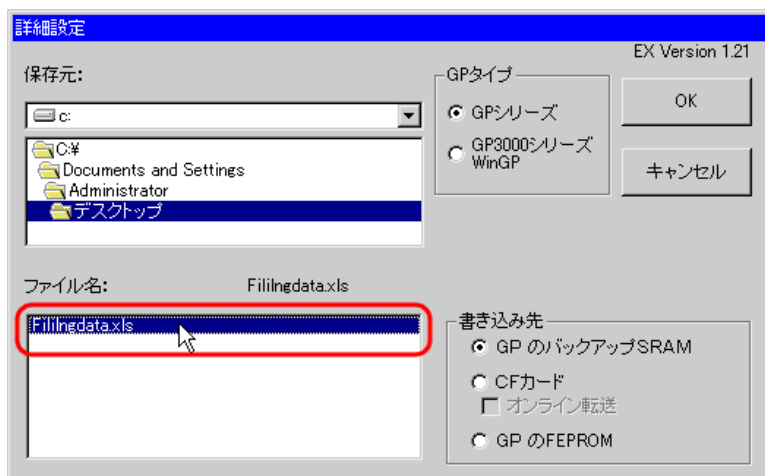 詳細設定
EX Version 1.21
保存元:
c:
C:¥
Documents and Settings
Administrator
デスクトップ
GPタイプ
GPシリーズ
GP3000シリーズ
WinGP
OK
キャンセル
ファイル名:
Fililngdata.xls
Fililngdata.xls
書き込み先
GP のバックアップSRAM
CFカード
オンライン転送
GP のFEPROM